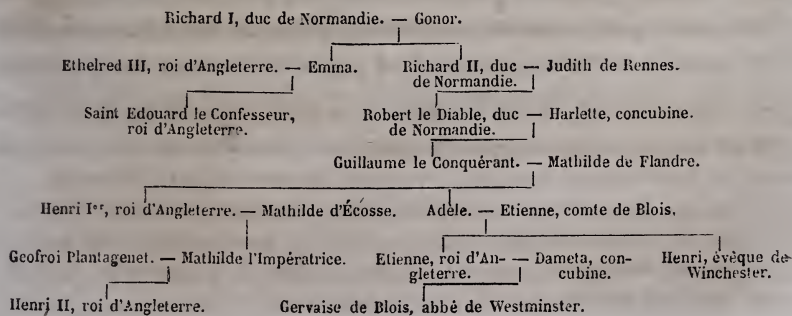 Richard I, duc de Normandie. — Gonor.
Ethelred III, roi d'Angleterre. — Emma. Richard II, duc — Judith de Rennes.
de Normandie.
Saint Edouard le Confesseur, Robert le Diable, duc — Harlette, concubine.
roi d'Angleterre. de Normandie.
Guillaume le Conquérant. — Mathilde de Flandre.
Henri Ier, roi d'Angleterre. — Mathilde d'Écosse. Adèle. — Etienne, comte de Blois.
Geofroi Plantagenet. — Mathilde l'Impératrice. Etienne, roi d'An- — Dameta, con- Henri, évêque de
gleterre. cubine. Winchester.
Henri II, roi d'Angleterre. Gervaise de Blois, abbé de Westminster.